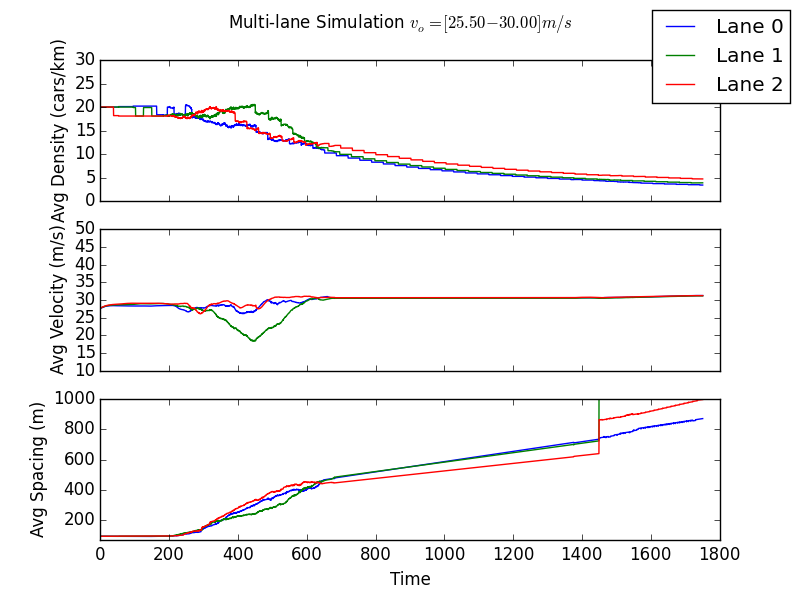 Multi-lane Simulation v_o=[25.50−30.00]m/s
Lane 0
Lane 1
Lane 2
Avg Density (cars/km)
30
25
20
15
10
5
0
Avg Velocity (m/s)
50
45
40
35
30
25
20
15
10
Avg Spacing (m)
1000
800
600
400
200
0 200 400 600 800 1000 1200 1400 1600 1800
Time